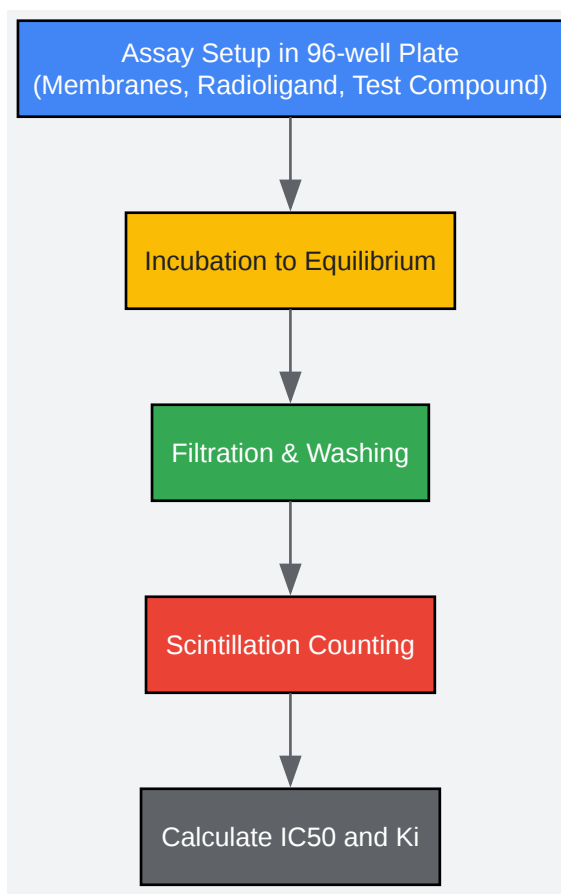 Assay Setup in 96-well Plate
(Membranes, Radioligand, Test Compound)
Incubation to Equilibrium
Filtration & Washing
Scintillation Counting
Calculate IC50 and Ki